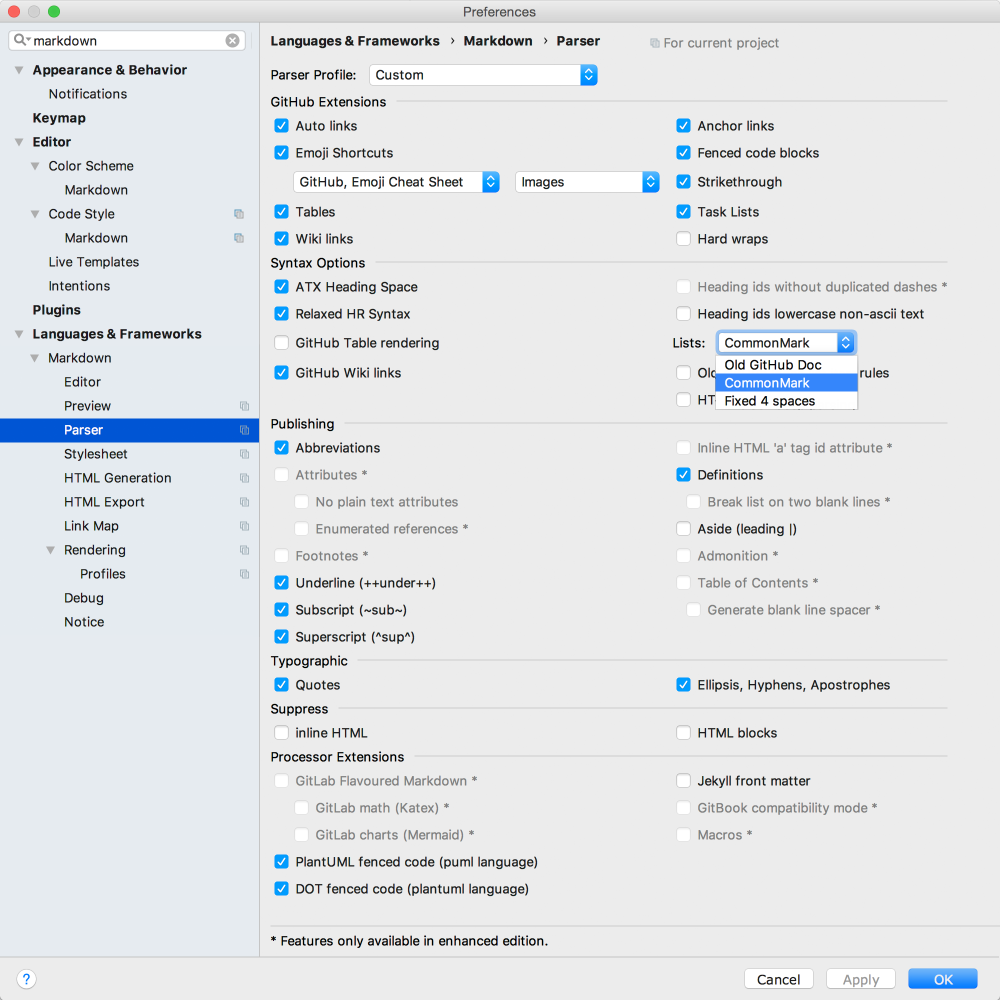 Preferences
markdown
Appearance & Behavior
Notifications
Keymap
Editor
Color Scheme
Markdown
Code Style
Markdown
Live Templates
Intentions
Plugins
Languages & Frameworks
Markdown
Editor
Preview
Parser
Stylesheet
HTML Generation
HTML Export
Link Map
Rendering
Profiles
Debug
Notice
?
Languages & Frameworks › Markdown › Parser For current project
Parser Profile: Custom
GitHub Extensions
Auto links Anchor links
Emoji Shortcuts Fenced code blocks
GitHub, Emoji Cheat Sheet Images Strikethrough
Tables Task Lists
Wiki links Hard wraps
Syntax Options
ATX Heading Space Heading ids without duplicated dashes *
Relaxed HR Syntax Heading ids lowercase non-ascii text
GitHub Table rendering Lists: CommonMark
Old GitHub Doc
GitHub Wiki links rules
CommonMark
Fixed 4 spaces
Publishing
Abbreviations Inline HTML 'a' tag id attribute *
Attributes * Definitions
No plain text attributes Break list on two blank lines *
Enumerated references * Aside (leading |)
Footnotes * Admonition *
Underline (++under++) Table of Contents *
Subscript (~sub~) Generate blank line spacer *
Superscript (^sup^)
Typographic
Quotes Ellipsis, Hyphens, Apostrophes
Suppress
inline HTML HTML blocks
Processor Extensions
GitLab Flavoured Markdown * Jekyll front matter
GitLab math (Katex) * GitBook compatibility mode *
GitLab charts (Mermaid) * Macros *
PlantUML fenced code (puml language)
DOT fenced code (plantuml language)
* Features only available in enhanced edition.
Cancel Apply OK